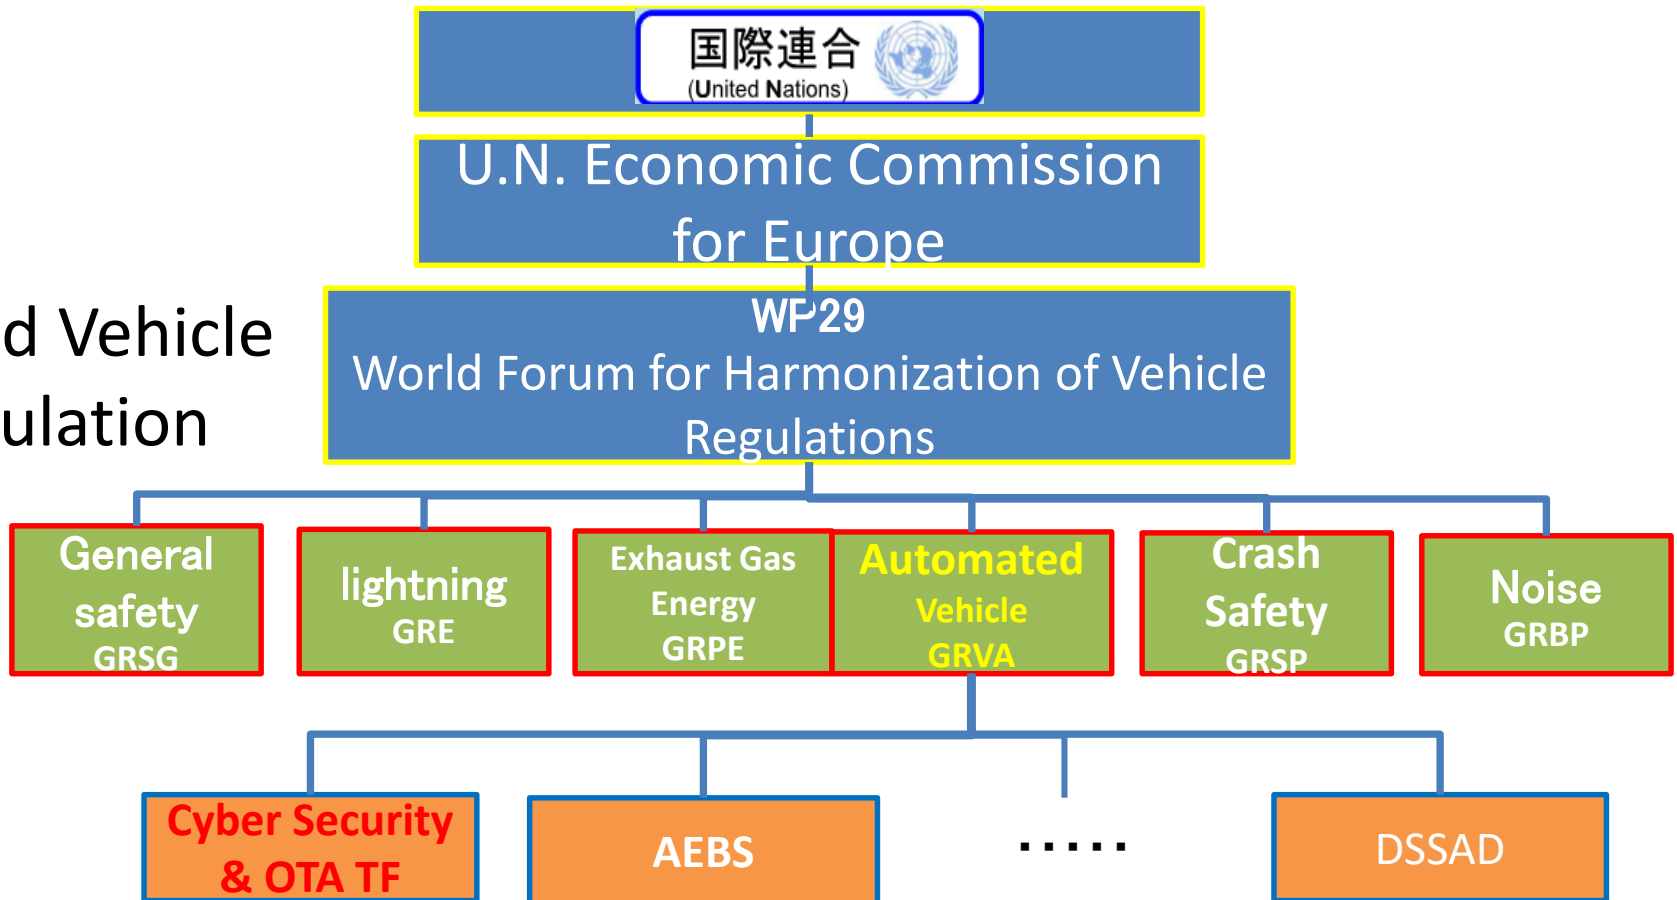 国際連合
(United Nations)
U.N. Economic Commission
for Europe
d Vehicle
ulation
WP29
World Forum for Harmonization of Vehicle
Regulations
General
safety
GRSG
lightning
GRE
Exhaust Gas
Energy
GRPE
Automated
Vehicle
GRVA
Crash
Safety
GRSP
Noise
GRBP
Cyber Security
& OTA TF
AEBS
.....
DSSAD